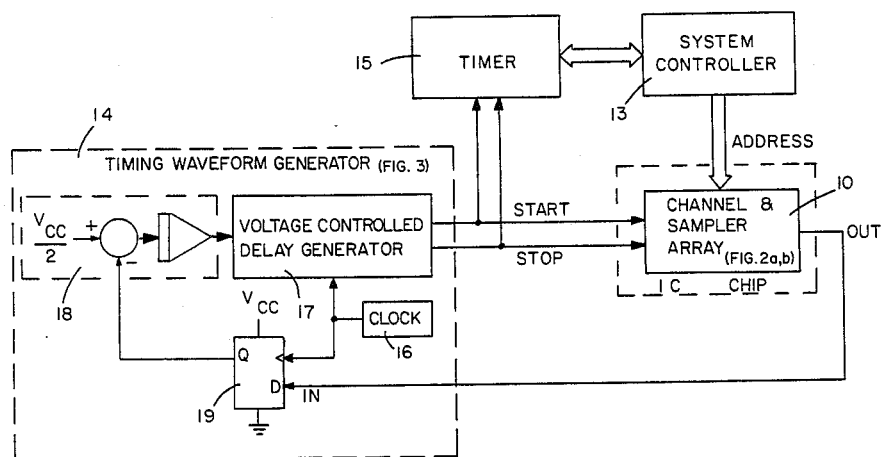 15
TIMER
SYSTEM
CONTROLLER
13
14
ADDRESS
TIMING WAVEFORM GENERATOR (FIG. 3)
10
VCC
2
+
-
18
VOLTAGE CONTROLLED
DELAY GENERATOR
17
START
STOP
CHANNEL &
SAMPLER
ARRAY (FIG.2a,b)
OUT
IC CHIP
VCC
CLOCK
16
Q
D
IN
19